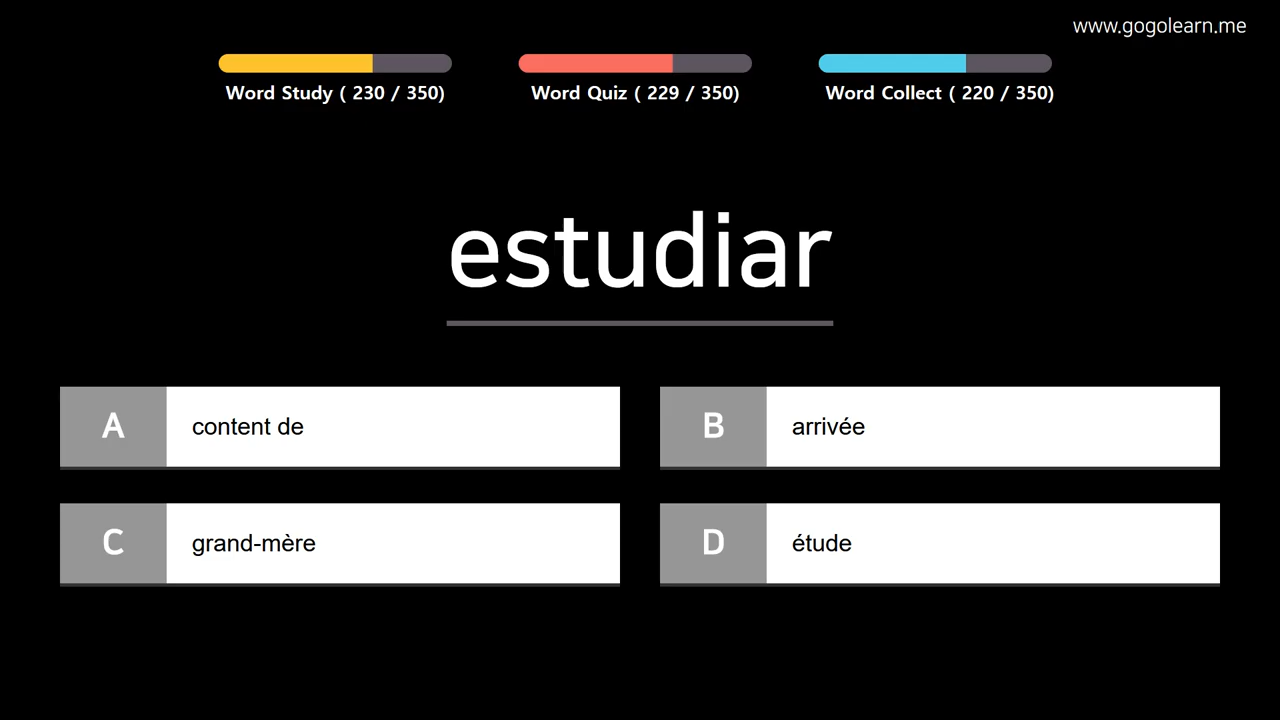 www.gogolearn.me
Word Study ( 230 / 350)
Word Quiz ( 229 / 350)
Word Collect ( 220 / 350)
estudiar
A content de
B arrivée
C grand-mère
D étude